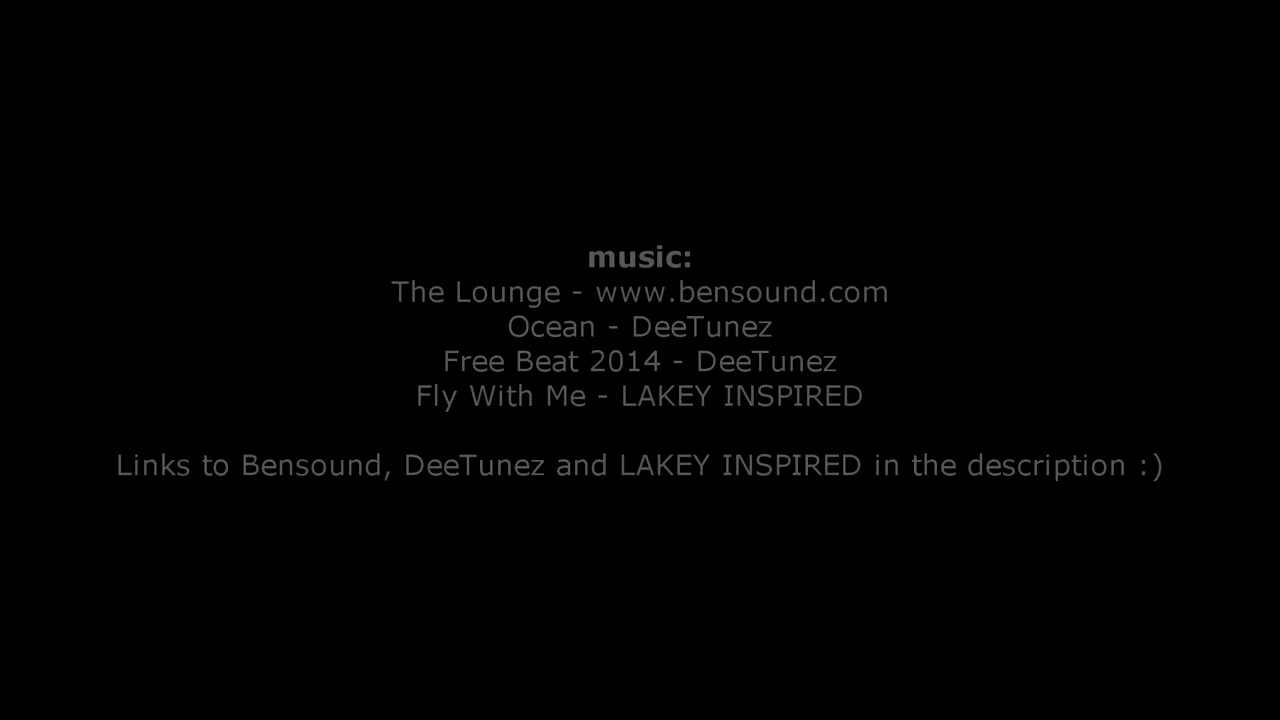 music:
The Lounge - www.bensound.com
Ocean - DeeTunez
Free Beat 2014 - DeeTunez
Fly With Me - LAKEY INSPIRED
Links to Bensound, DeeTunez and LAKEY INSPIRED in the description :)